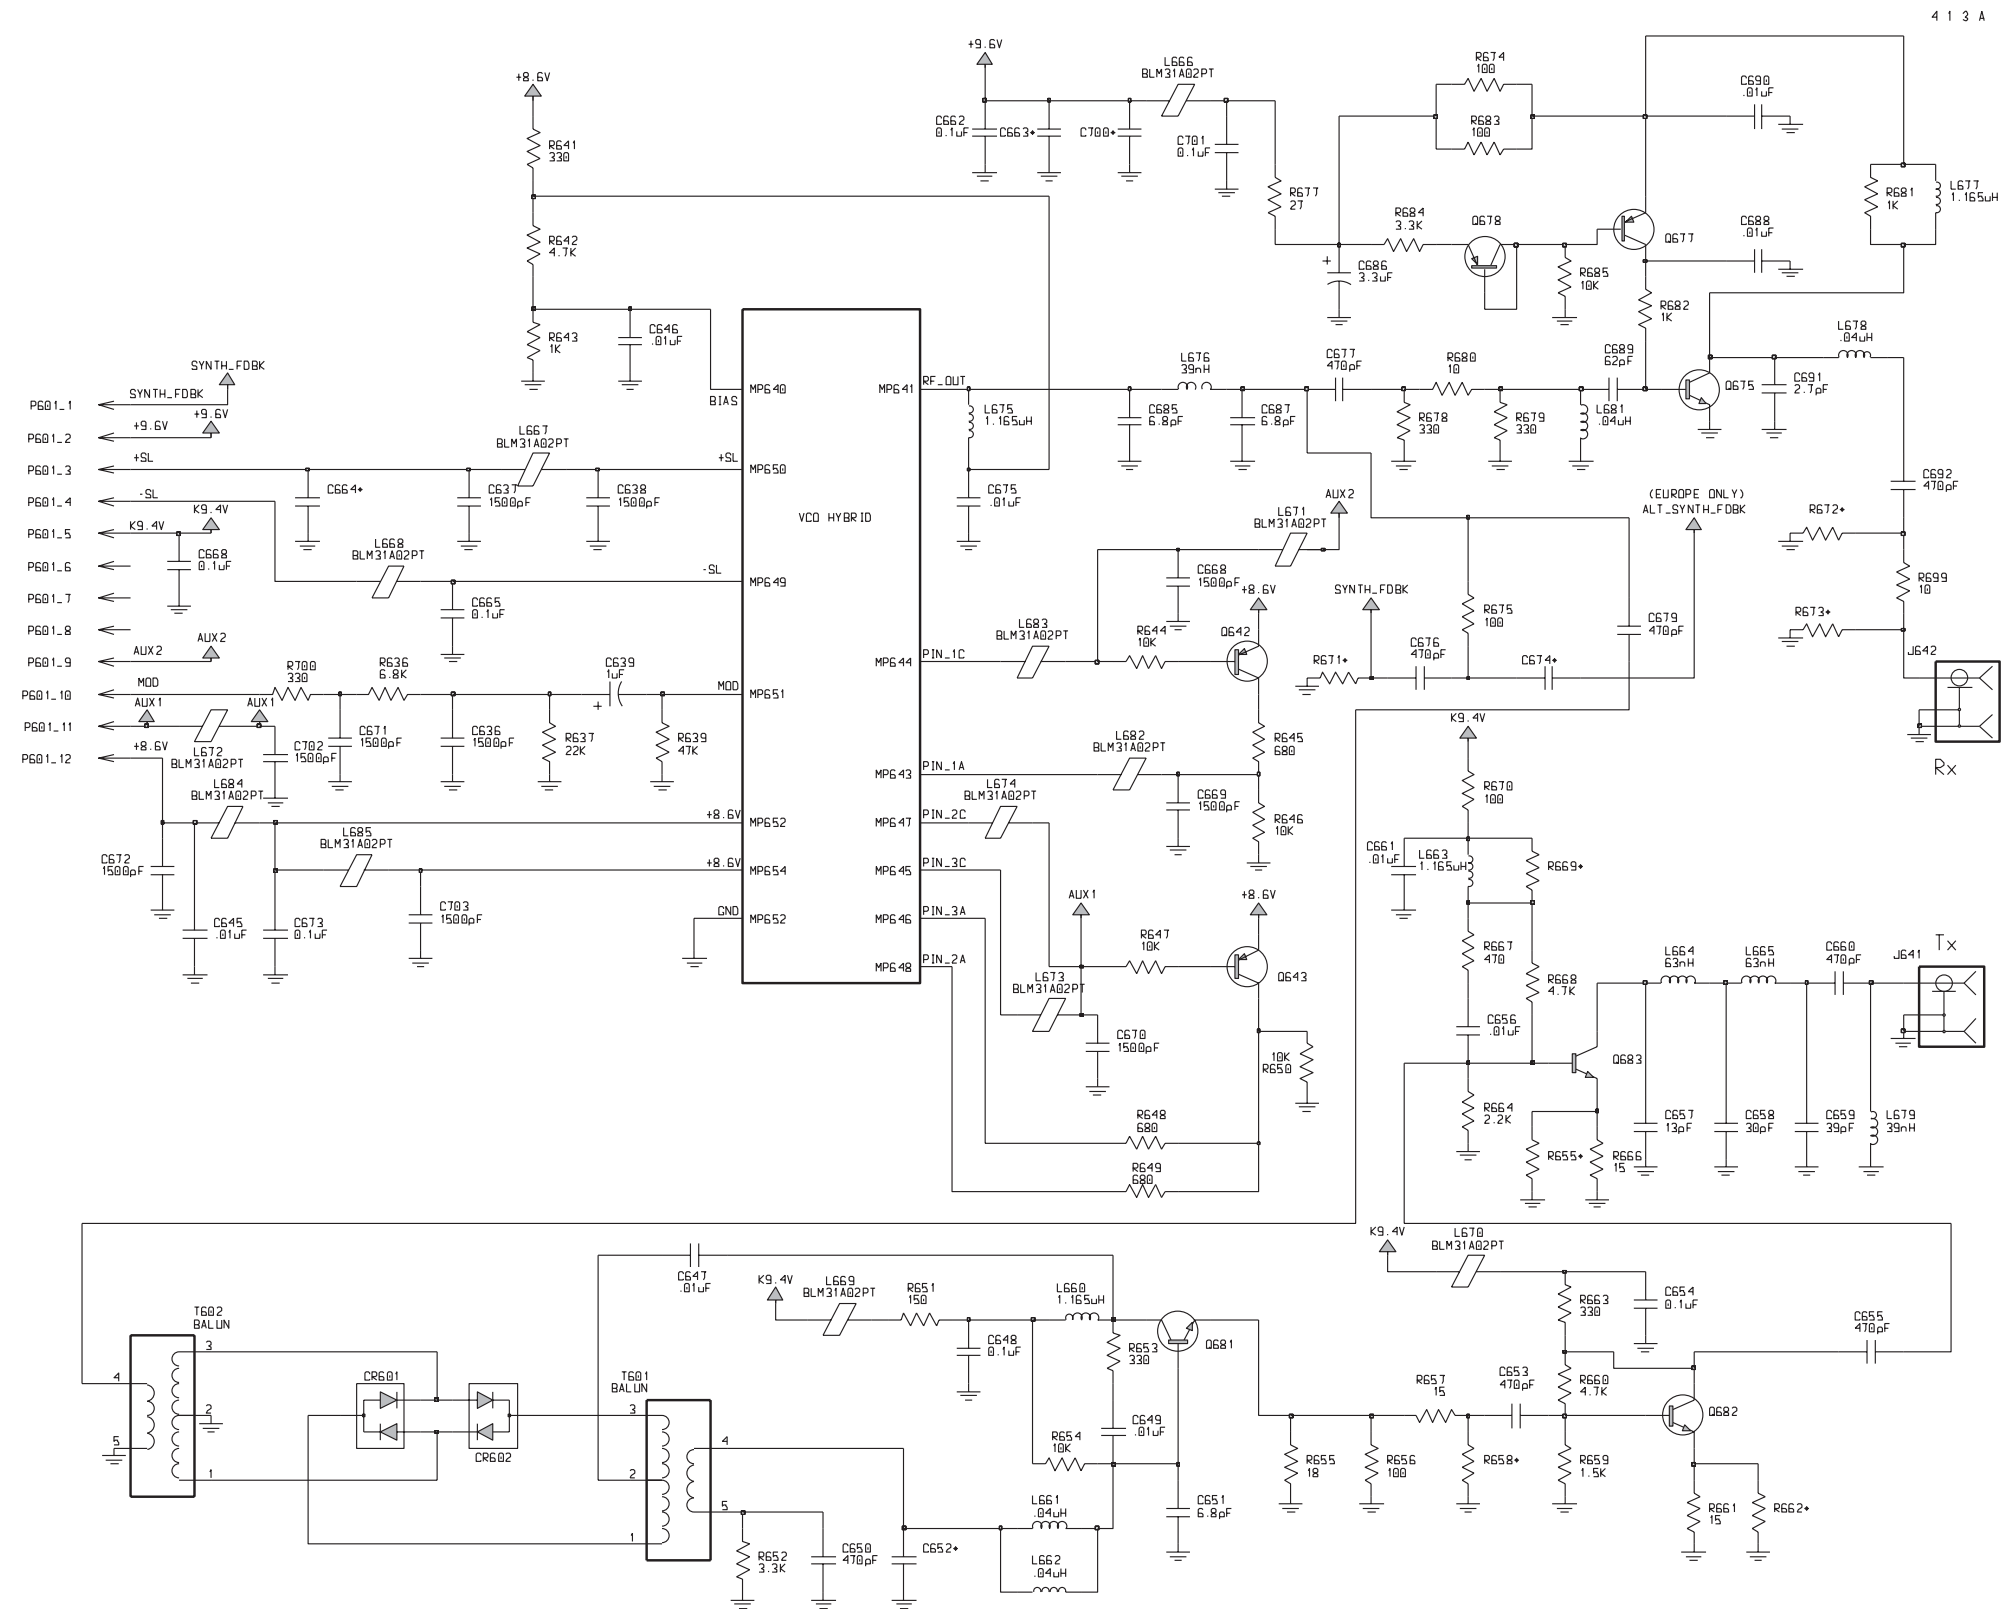 4 1 3 A
+9.6V
L666
BLM31A02PT
R674
100
C690
.01uF
+8.6V
C662
0.1uF
C663*
C700*
C701
0.1uF
R683
100
R641
330
R677
27
R681
1K
L677
1.165uH
R684
3.3K
Q678
Q677
C688
.01uF
R642
4.7K
C686
3.3uF
+
R685
10K
R682
1K
R643
1K
C646
.01uF
L678
.04uH
SYNTH_FDBK
SYNTH_FDBK
P601_1
MP640
BIAS
MP641
RF_OUT
L676
39nH
C677
470pF
R680
10
C689
62pF
Q675
C691
2.7pF
+9.6V
P601_2
L675
1.165uH
C685
6.8pF
C687
6.8pF
R678
330
R679
330
L681
.04uH
L667
BLM31A02PT
+SL
P601_3
+SL
MP650
C664*
C637
1500pF
C638
1500pF
C675
.01uF
C692
470pF
-SL
P601_4
VCO HYBRID
AUX2
L671
BLM31A02PT
(EUROPE ONLY)
ALT_SYNTH_FDBK
R672*
K9.4V
K9.4V
P601_5
C668
0.1uF
L668
BLM31A02PT
P601_6
-SL
MP649
C668
1500pF
+8.6V
SYNTH_FDBK
R699
10
P601_7
C665
0.1uF
R675
100
C679
470pF
R673*
P601_8
L683
BLM31A02PT
R644
10K
Q642
AUX2
AUX2
P601_9
PIN_1C
MP644
R671*
C676
470pF
C674*
J642
MOD
P601_10
R700
330
R636
6.8K
C639
1uF
+
MOD
MP651
AUX1
AUX1
P601_11
L672
BLM31A02PT
C702
1500pF
C671
1500pF
C636
1500pF
R637
22K
R639
47K
L682
BLM31A02PT
R645
680
K9.4V
Rx
+8.6V
P601_12
L684
BLM31A02PT
MP643
PIN_1A
L674
BLM31A02PT
C669
1500pF
R646
10K
R670
100
+8.6V
MP652
MP647
PIN_2C
L685
BLM31A02PT
C672
1500pF
+8.6V
MP654
MP645
PIN_3C
C661
.01uF
L663
1.165uH
R669*
C645
.01uF
C673
0.1uF
C703
1500pF
GND
MP652
MP646
PIN_3A
AUX1
+8.6V
R647
10K
Q643
R667
470
R668
4.7K
MP648
PIN_2A
L673
BLM31A02PT
L664
63nH
L665
63nH
C660
470pF
J641
Tx
C670
1500pF
10K
R650
C656
.01uF
Q683
R648
680
R664
2.2K
R655*
R666
15
C657
13pF
C658
30pF
C659
39pF
L679
39nH
R649
680
K9.4V
L670
BLM31A02PT
C647
.01uF
K9.4V
L669
BLM31A02PT
R651
150
L660
1.165uH
R663
330
C654
0.1uF
C655
470pF
T602
BALUN
3
4
2
5
1
CR601
CR602
T601
BALUN
3
2
1
4
5
C648
0.1uF
R653
330
Q681
C649
.01uF
R654
10K
R657
15
C653
470pF
R660
4.7K
Q682
R655
18
R656
100
R658*
R659
1.5K
L661
.04uH
C651
6.8pF
R661
15
R662*
R652
3.3K
C650
470pF
C652*
L662
.04uH